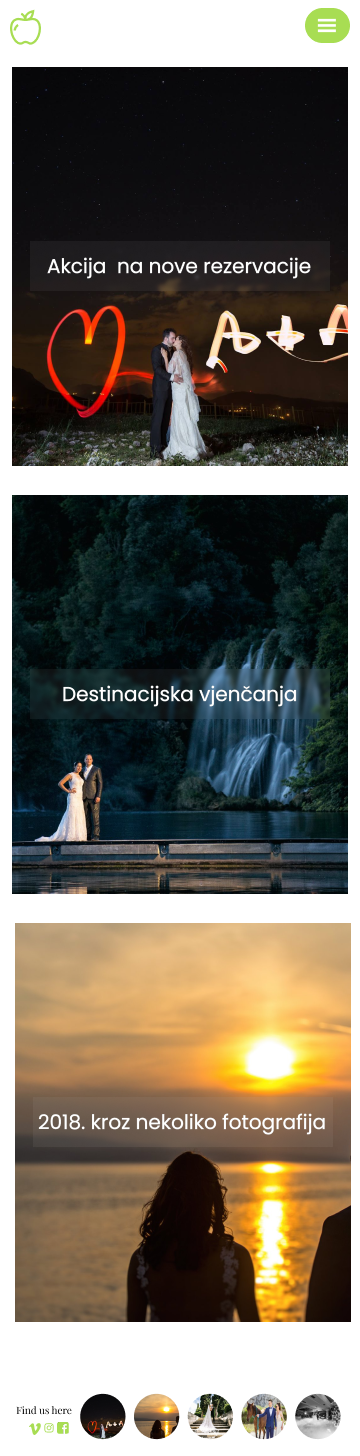 Akcija na nove rezervacije
A + A
Destinacijska vjenčanja
2018. kroz nekoliko fotografija
Find us here